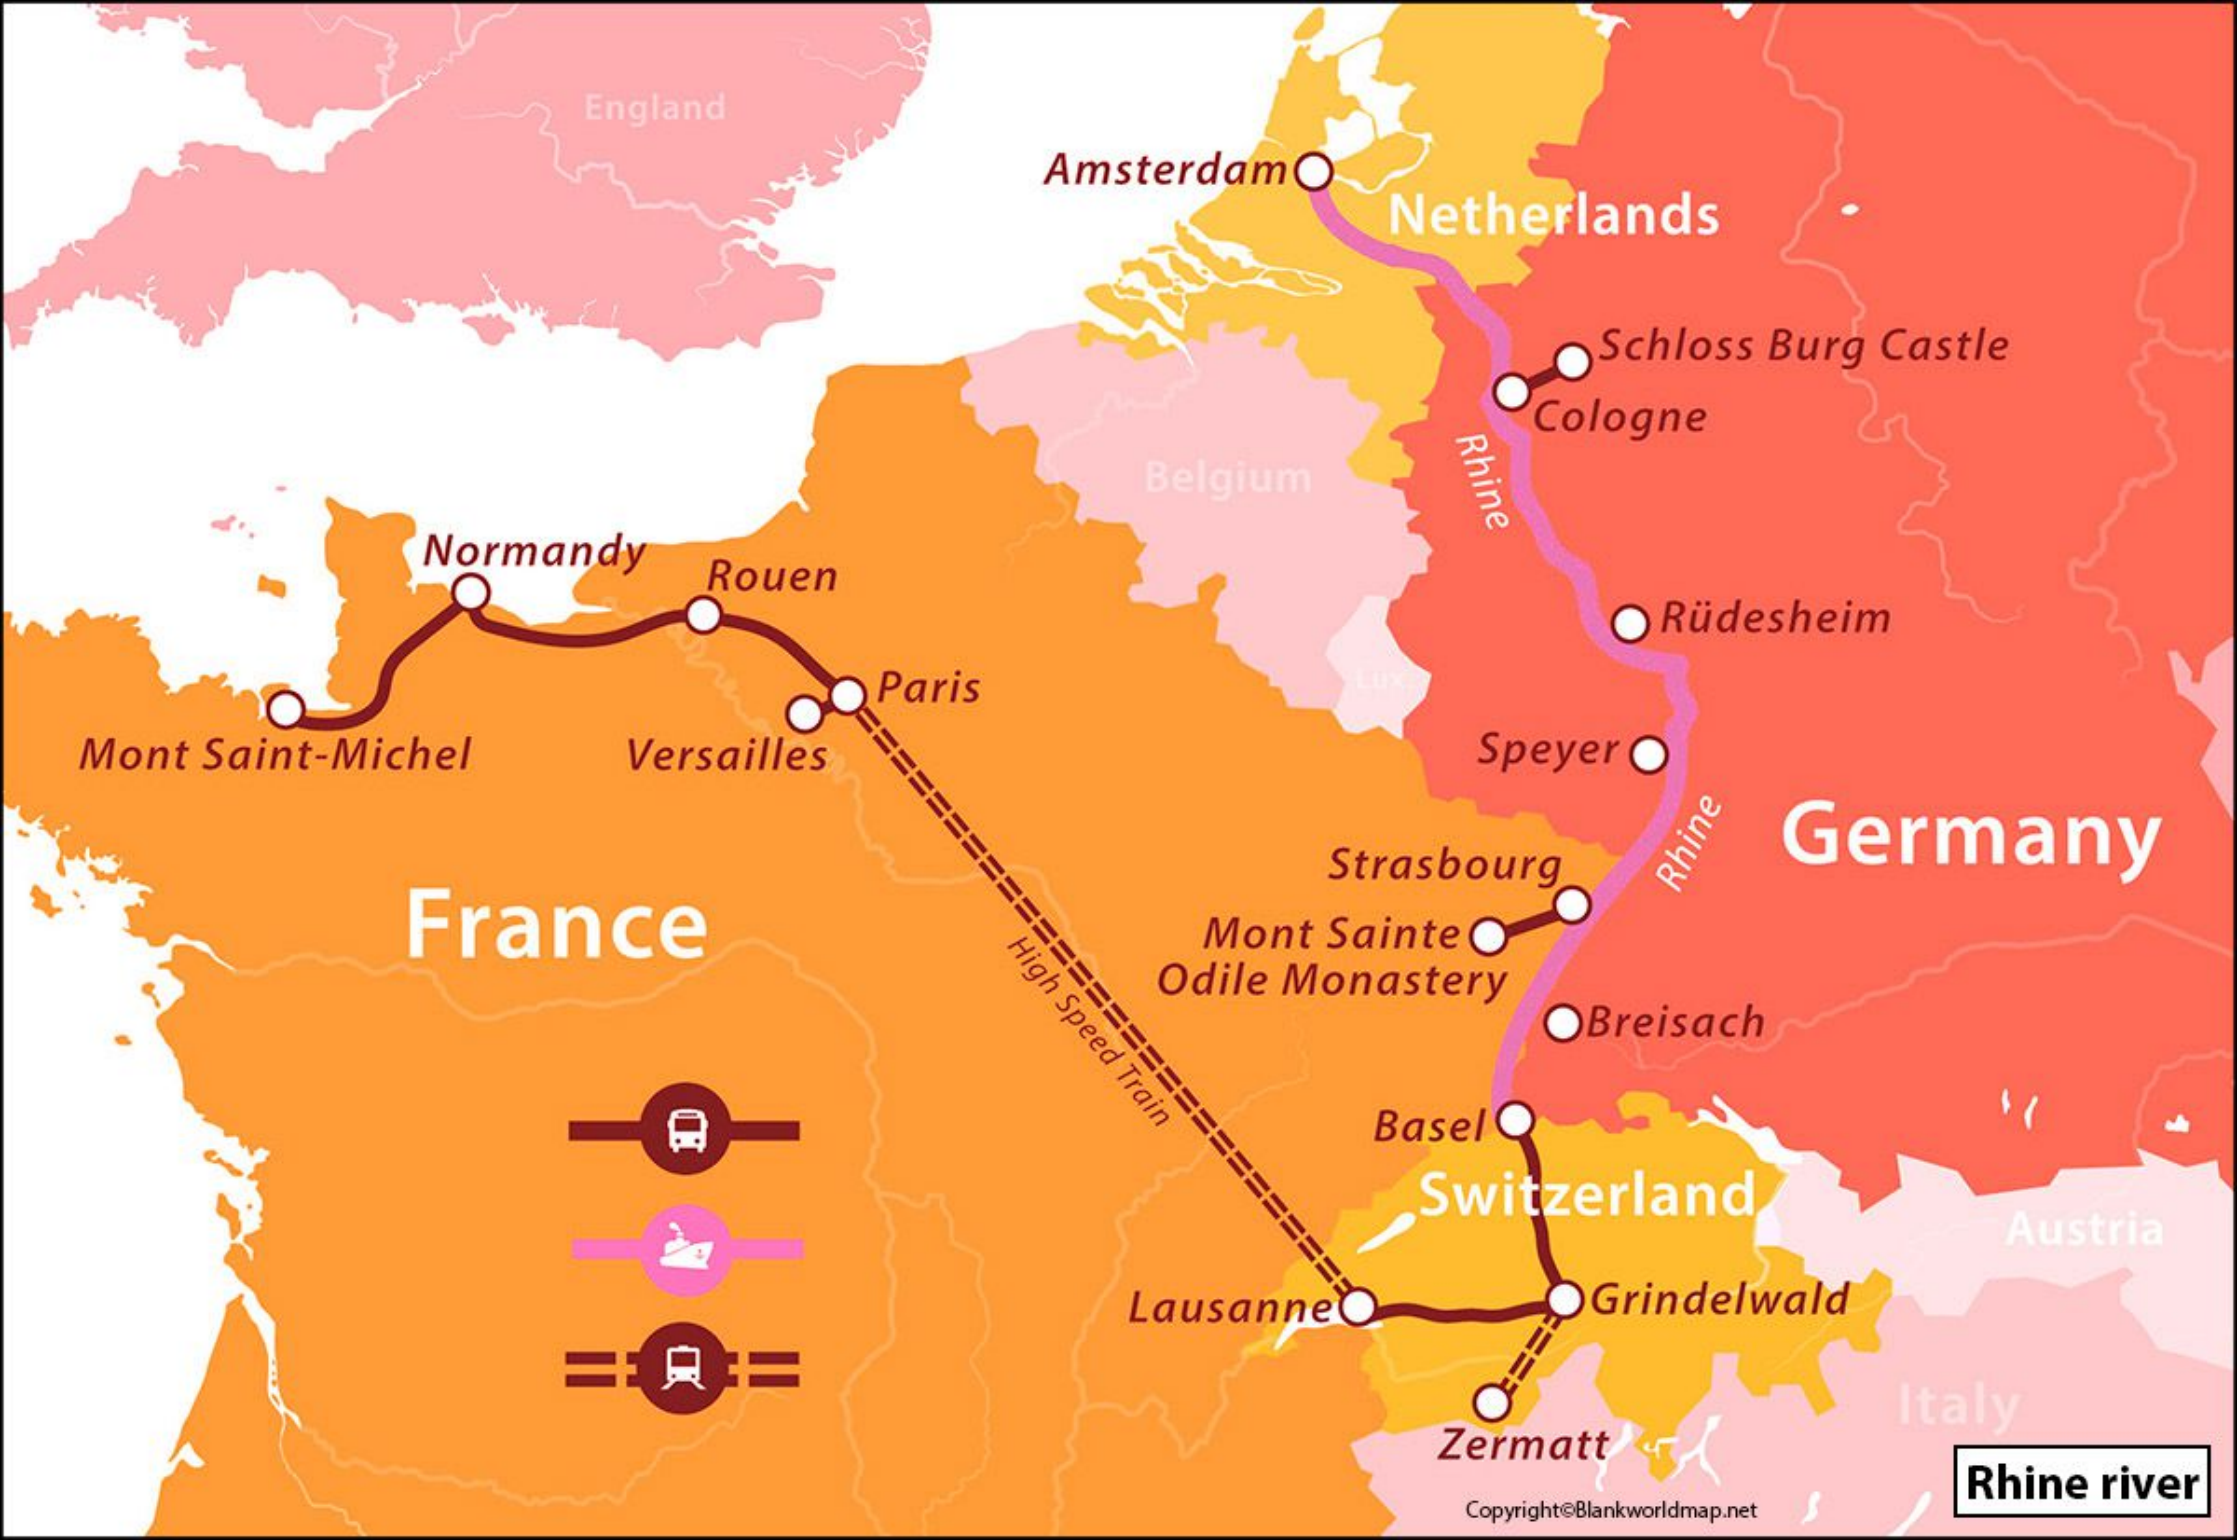 England
Amsterdam
Netherlands
Schloss Burg Castle
Cologne
Rhine
Belgium
Normandy
Rouen
Rüdesheim
Lux.
Paris
Mont Saint-Michel
Versailles
Speyer
Germany
Rhine
Strasbourg
France
Mont Sainte
Odile Monastery
High Speed Train
Breisach
Basel
Switzerland
Austria
Lausanne
Grindelwald
Italy
Zermatt
Rhine river
Copyright©Blankworldmap.net